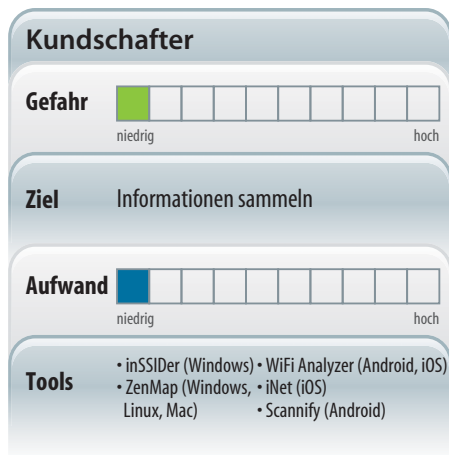 Kundschafter
Gefahr
niedrig hoch
Ziel Informationen sammeln
Aufwand
niedrig hoch
Tools
• inSSIDer (Windows)
• ZenMap (Windows,
Linux, Mac)
• WiFi Analyzer (Android, iOS)
• iNet (iOS)
• Scannify (Android)